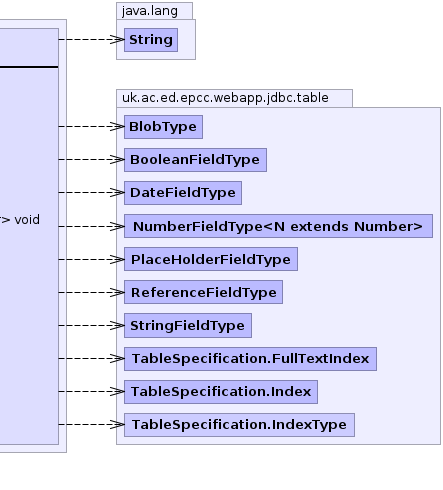 java.lang
String
uk.ac.ed.epcc.webapp.jdbc.table
BlobType
BooleanFieldType
DateFieldType
> void
NumberFieldType<N extends Number>
PlaceHolderFieldType
ReferenceFieldType
StringFieldType
TableSpecification.FullTextIndex
TableSpecification.Index
TableSpecification.IndexType